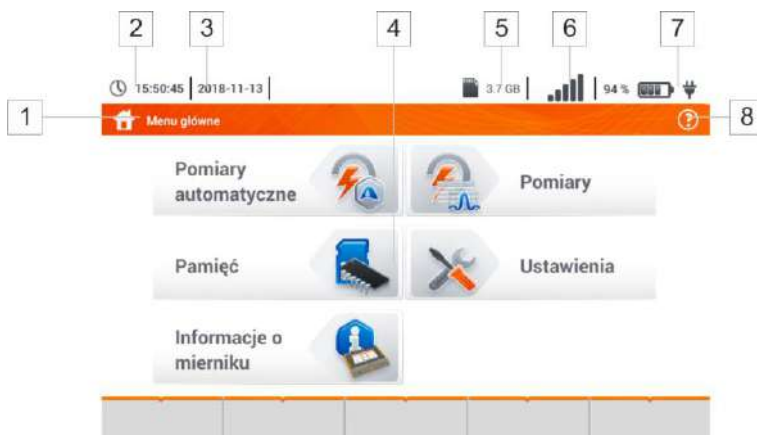 2
3
4
5
6
7
15:50:45
2018-11-13
3.7 GB
94 %
1
Menu główne
8
Pomiary
automatyczne
Pomiary
Pamięć
Ustawienia
Informacje o
mierniku